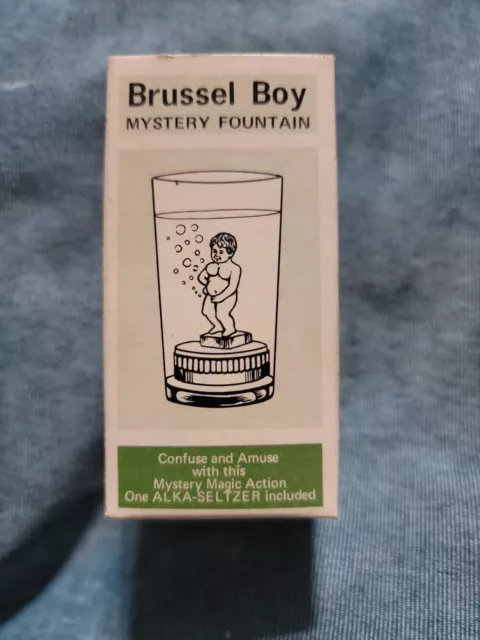 Brussel Boy
MYSTERY FOUNTAIN
Confuse and Amuse
with this
Mystery Magic Action
One ALKA-SELTZER included